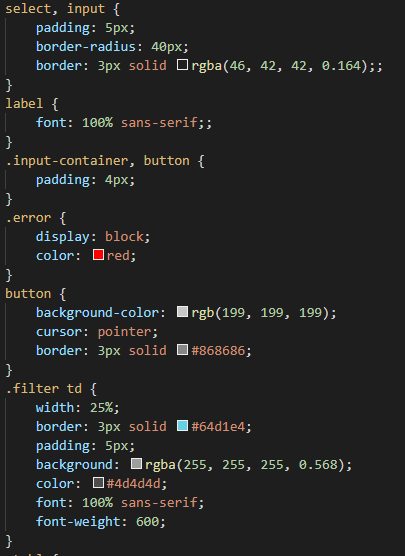 select, input {
    padding: 5px;
    border-radius: 40px;
    border: 3px solid rgba(46, 42, 42, 0.164);;
}
label {
    font: 100% sans-serif;;
}
.input-container, button {
    padding: 4px;
}
.error {
    display: block;
    color: red;
}
button {
    background-color: rgb(199, 199, 199);
    cursor: pointer;
    border: 3px solid #868686;
}
.filter td {
    width: 25%;
    border: 3px solid #64d1e4;
    padding: 5px;
    background: rgba(255, 255, 255, 0.568);
    color: #4d4d4d;
    font: 100% sans-serif;
    font-weight: 600;
}